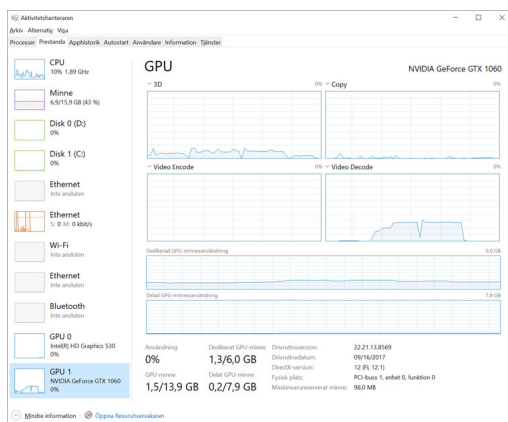 Aktivitetshanteraren
Arkiv Alternativ Visa
Processer Prestanda Apphistorik Autostart Användare Information Tjänster
CPU
10% 1,89 GHz
Minne
6,9/15,9 GB (43 %)
Disk 0 (D:)
0%
Disk 1 (C:)
0%
Ethernet
Inte ansluten
Ethernet
S: 0 M: 0 kbit/s
Wi-Fi
Inte ansluten
Ethernet
Inte ansluten
Bluetooth
Inte ansluten
GPU 0
Intel(R) HD Graphics 530
0%
GPU 1
NVIDIA GeForce GTX 1060
0%
GPU NVIDIA GeForce GTX 1060
3D 0% Copy 0%
Video Encode 0% Video Decode 0%
Dedikerad GPU-minnesanvändning 6,0 GB
Delad GPU-minnesanvändning 7,9 GB
Användning
0%
Dedikerat GPU-minne
1,3/6,0 GB
GPU-minne
1,5/13,9 GB
Delat GPU-minne
0,2/7,9 GB
Drivrutinsversion: 22.21.13.8569
Drivrutinsdatum: 09/16/2017
DirectX-version: 12 (FL 12.1)
Fysisk plats: PCI-buss 1, enhet 0, funktion 0
Maskinvarureserverat minne: 98,0 MB
Mindre information Öppna Resursövervakaren